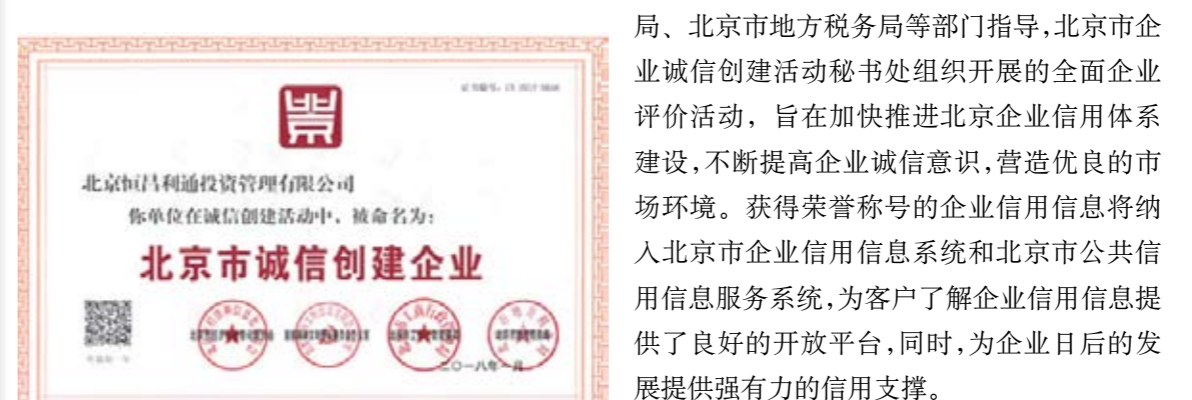 北京恒昌利通投资管理有限公司
你单位在诚信创建活动中，被命名为：
北京市诚信创建企业
二〇一八年一月
局、北京市地方税务局等部门指导，北京市企
业诚信创建活动秘书处组织开展的全面企业
评价活动，旨在加快推进北京企业信用体系
建设，不断提高企业诚信意识，营造优良的市
场环境。获得荣誉称号的企业信用信息将纳
入北京市企业信用信息系统和北京市公共信
用信息服务系统，为客户了解企业信用信息提
供了良好的开放平台，同时，为企业日后的发
展提供强有力的信用支撑。